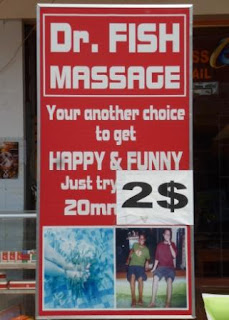 Dr. FISH
MASSAGE
Your another choice
to get
HAPPY & FUNNY
Just try
2$
20mn